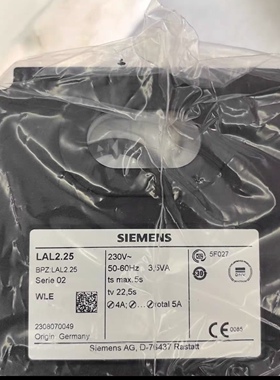 SIEMENS
LAL2.25
BPZ:LAL2.25
Serie 02
WLE
2308070049
Origin: Germany
230V~
50-60Hz 3,5VA
ts max.5s
tv 22,5s
4A; ... total 5A
5F027
0085
Siemens AG, D-76437 Rastatt